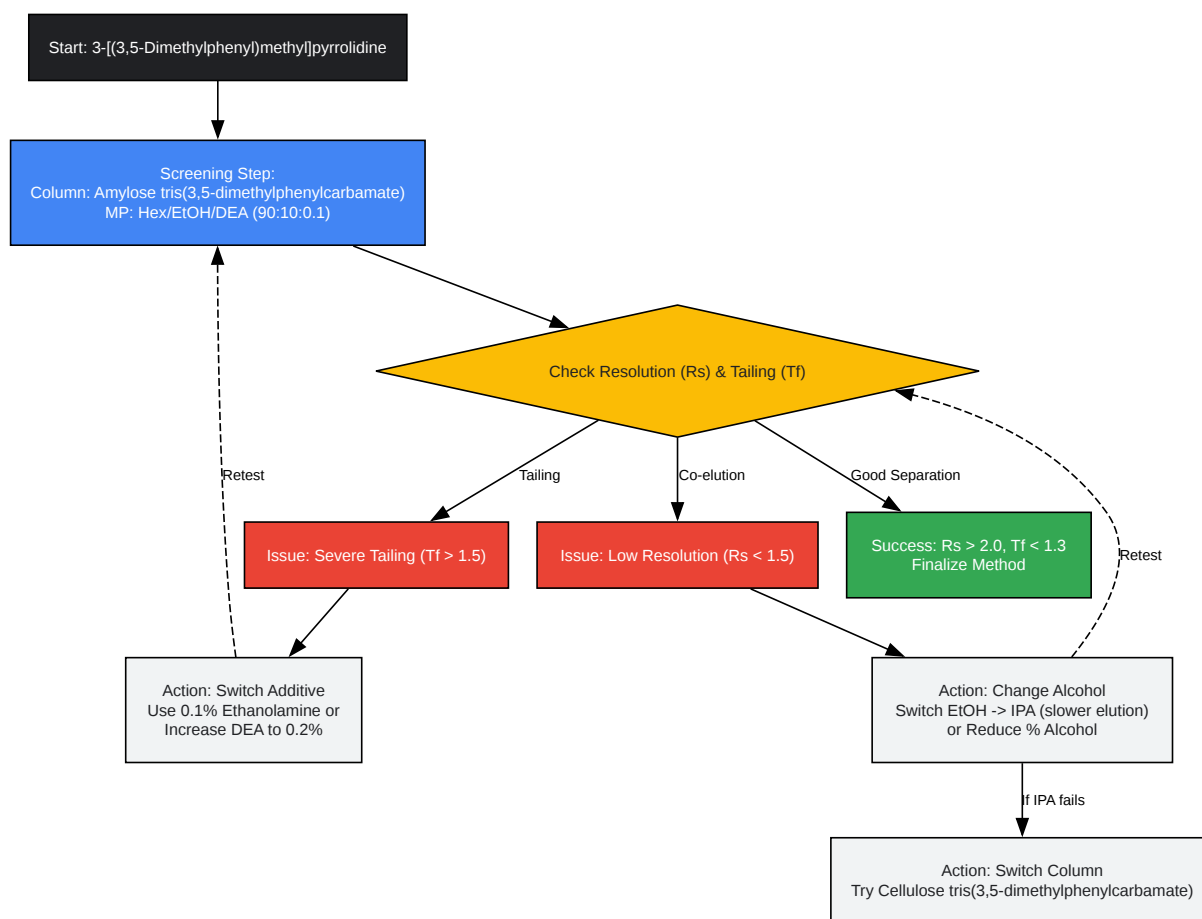 Start: 3-[(3,5-Dimethylphenyl)methyl]pyrrolidine
Screening Step:
Column: Amylose tris(3,5-dimethylphenylcarbamate)
MP: Hex/EtOH/DEA (90:10:0.1)
Check Resolution (Rs) & Tailing (Tf)
Retest
Tailing
Co-elution
Good Separation
Issue: Severe Tailing (Tf > 1.5)
Issue: Low Resolution (Rs < 1.5)
Success: Rs > 2.0, Tf < 1.3
Finalize Method
Retest
Action: Switch Additive
Use 0.1% Ethanolamine or
Increase DEA to 0.2%
Action: Change Alcohol
Switch EtOH -> IPA (slower elution)
or Reduce % Alcohol
If IPA fails
Action: Switch Column
Try Cellulose tris(3,5-dimethylphenylcarbamate)